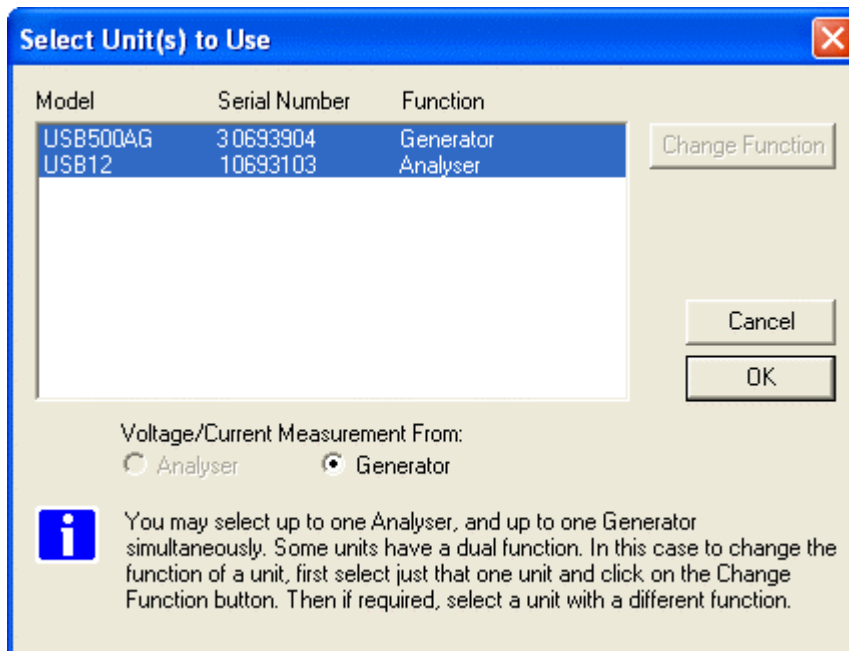 Select Unit(s) to Use
Model Serial Number Function
USB500AG 30693904 Generator
USB12 10693103 Analyser
Change Function
Cancel
OK
Voltage/Current Measurement From:
Analyser Generator
You may select up to one Analyser, and up to one Generator
simultaneously. Some units have a dual function. In this case to change the
function of a unit, first select just that one unit and click on the Change
Function button. Then if required, select a unit with a different function.